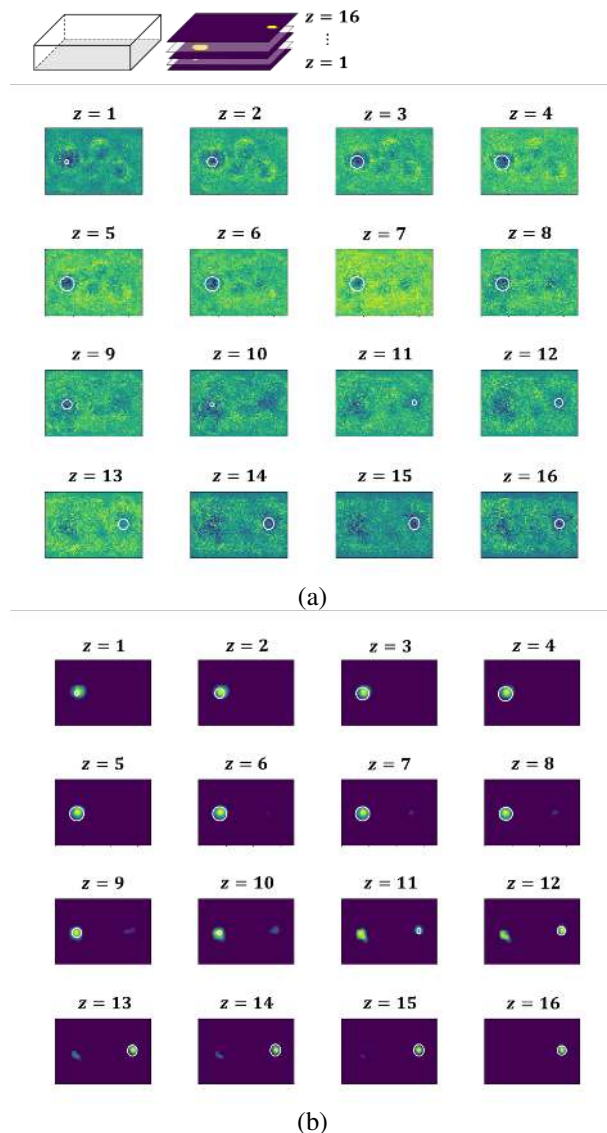 z = 16
⋮
z = 1
z = 1 z = 2 z = 3 z = 4
z = 5 z = 6 z = 7 z = 8
z = 9 z = 10 z = 11 z = 12
z = 13 z = 14 z = 15 z = 16
(a)
z = 1 z = 2 z = 3 z = 4
z = 5 z = 6 z = 7 z = 8
z = 9 z = 10 z = 11 z = 12
z = 13 z = 14 z = 15 z = 16
(b)